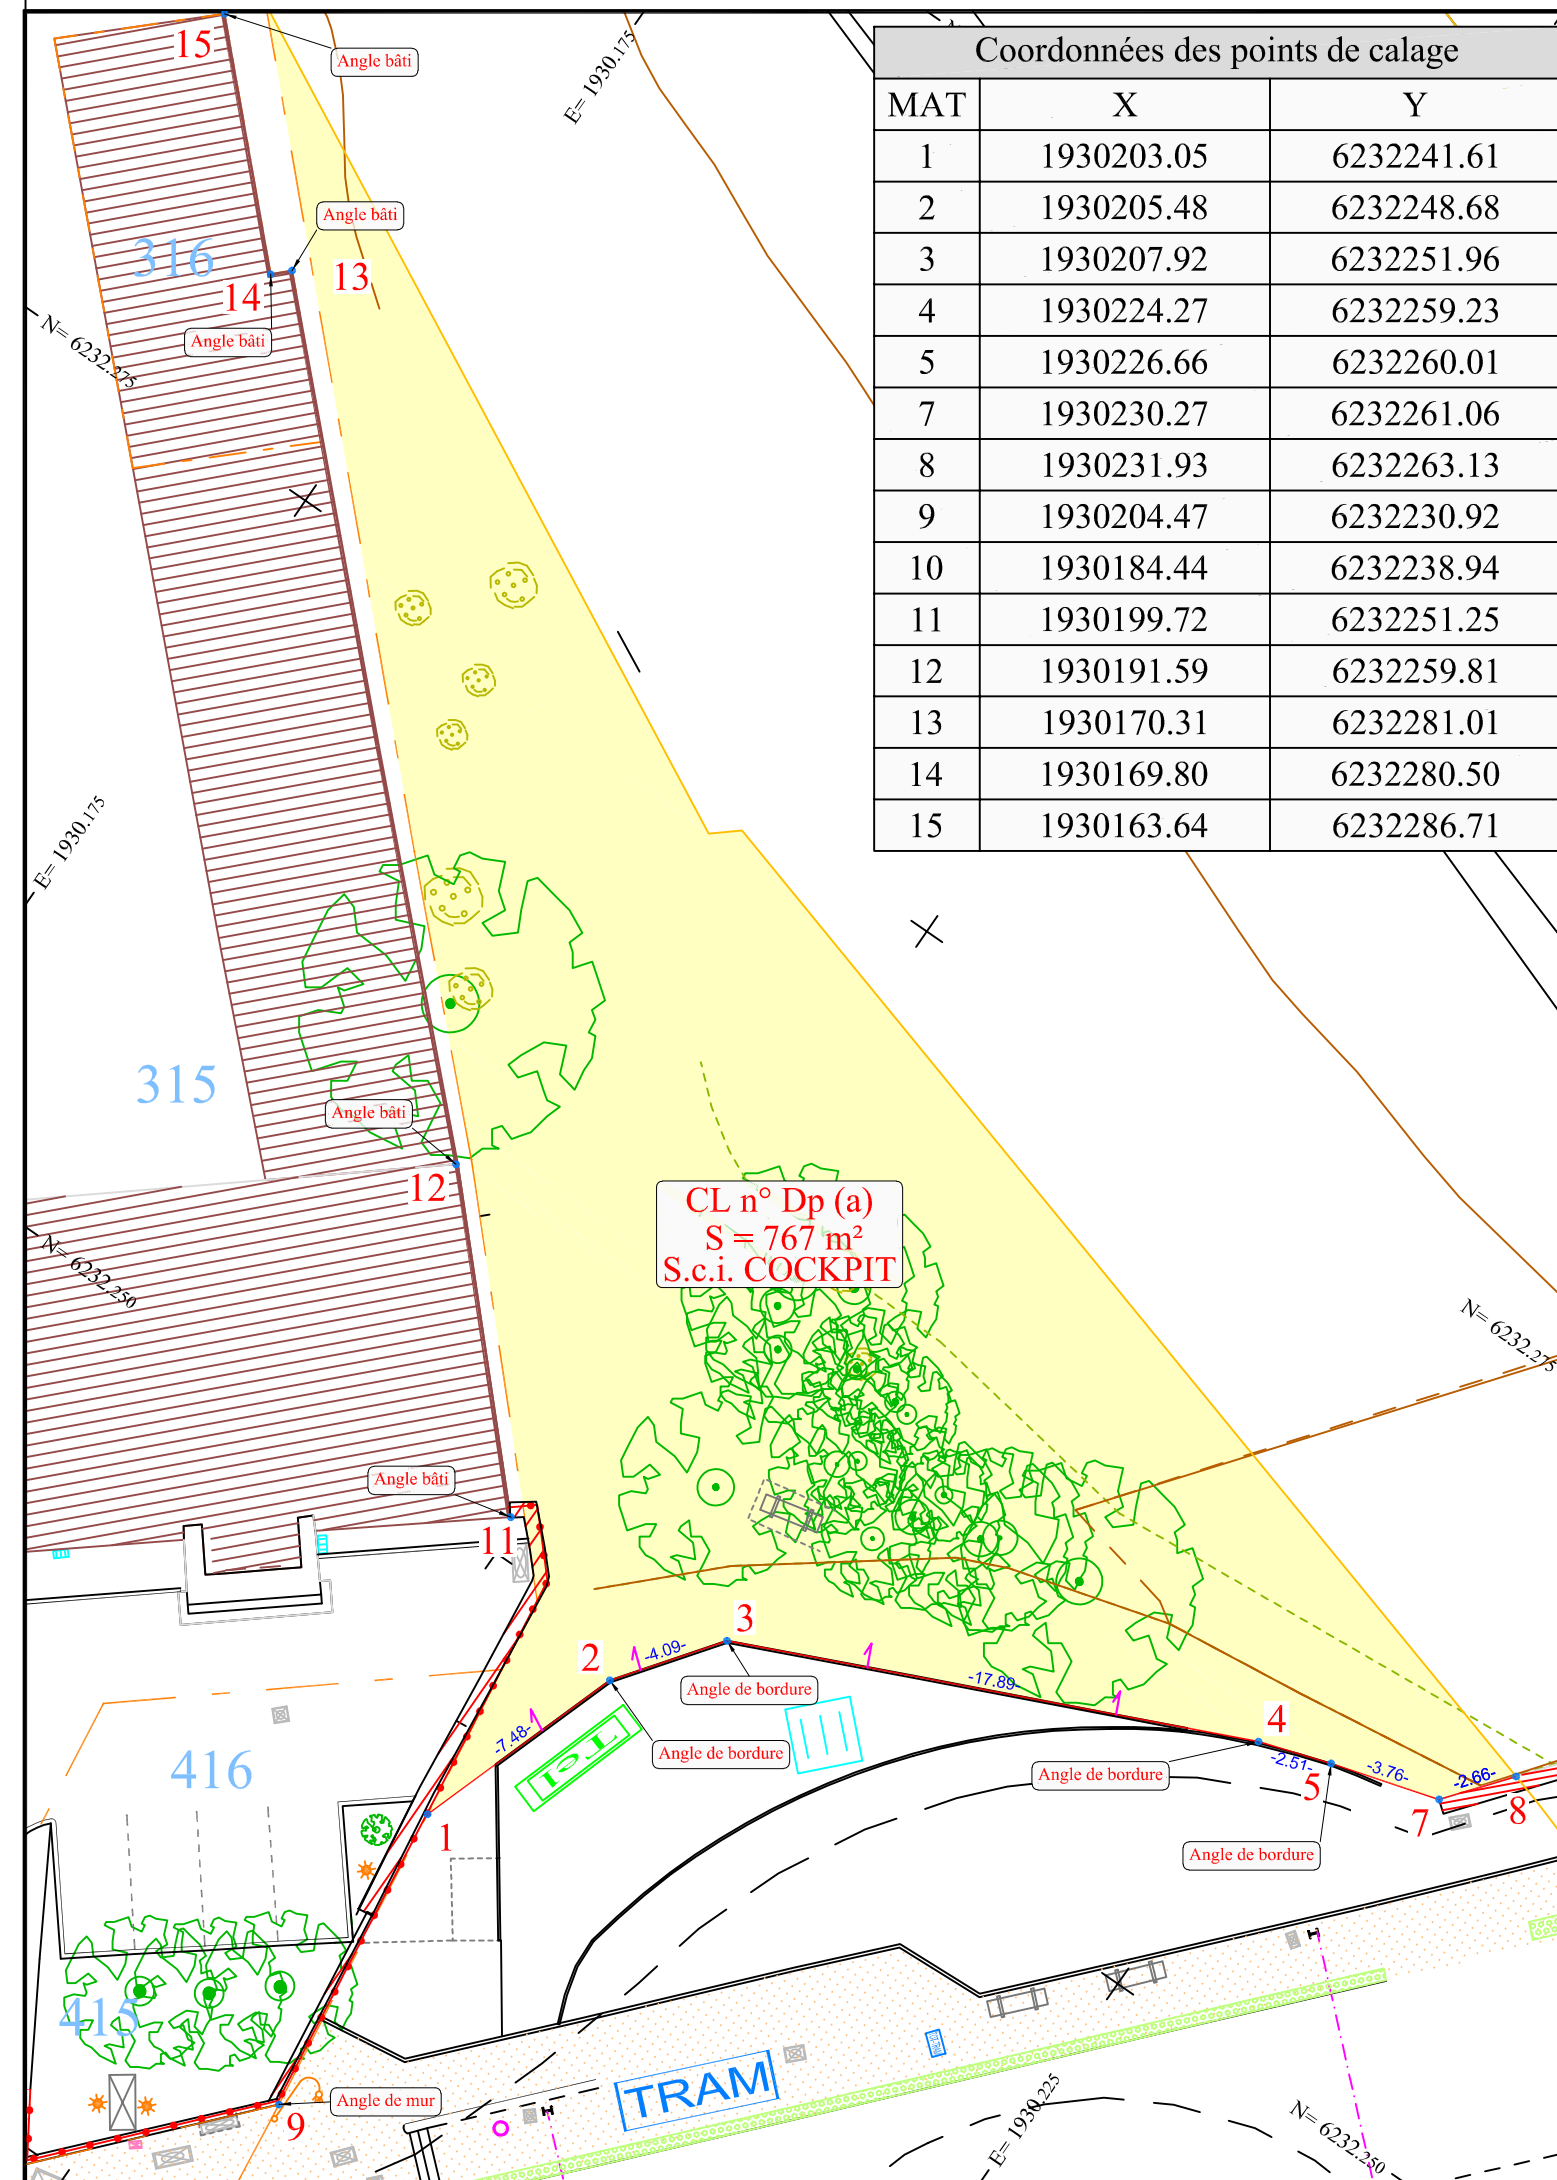 Coordonnées des points de calage
MAT X Y
1 1930203.05 6232241.61
2 1930205.48 6232248.68
3 1930207.92 6232251.96
4 1930224.27 6232259.23
5 1930226.66 6232260.01
7 1930230.27 6232261.06
8 1930231.93 6232263.13
9 1930204.47 6232230.92
10 1930184.44 6232238.94
11 1930199.72 6232251.25
12 1930191.59 6232259.81
13 1930170.31 6232281.01
14 1930169.80 6232280.50
15 1930163.64 6232286.71
15
Angle bâti
E= 1930.175
Angle bâti
316
13
14
Angle bâti
N= 6232.275
E= 1930.175
315
Angle bâti
12
CL n° Dp (a)
S = 767 m²
S.c.i. COCKPIT
N= 6232.250
N= 6232.275
Angle bâti
11
3
2
-4.09-
-17.89-
Angle de bordure
4
-7.48-
Tel
Angle de bordure
416
Angle de bordure
-2.51-
5
-3.76-
-2.66-
7
8
1
Angle de bordure
415
Angle de mur
9
TRAM
E= 1930.225
N= 6232.250